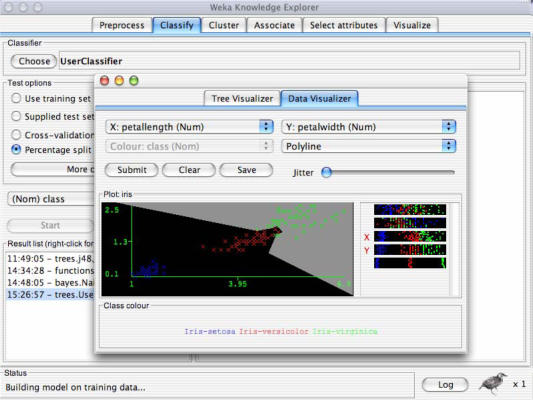 Weka Knowledge Explorer
Preprocess Classify Cluster Associate Select attributes Visualize
Classifier
Choose UserClassifier
Test options
Use training set
Supplied test set
Cross-validation
Percentage split
More o
(Nom) class
Start
Result list (right-click for
11:49:05 - trees.j48.
14:34:28 - functions
14:48:05 - bayes.Nai
15:26:57 - trees.Use
Tree Visualizer Data Visualizer
X: petallength (Num) Y: petalwidth (Num)
Colour: class (Nom) Polyline
Submit Clear Save Jitter
Plot: iris
2.5
1.3
0.1
1 3.95
X
Y
Class colour
Iris-setosa Iris-versicolor Iris-virginica
Status
Building model on training data...
Log x 1